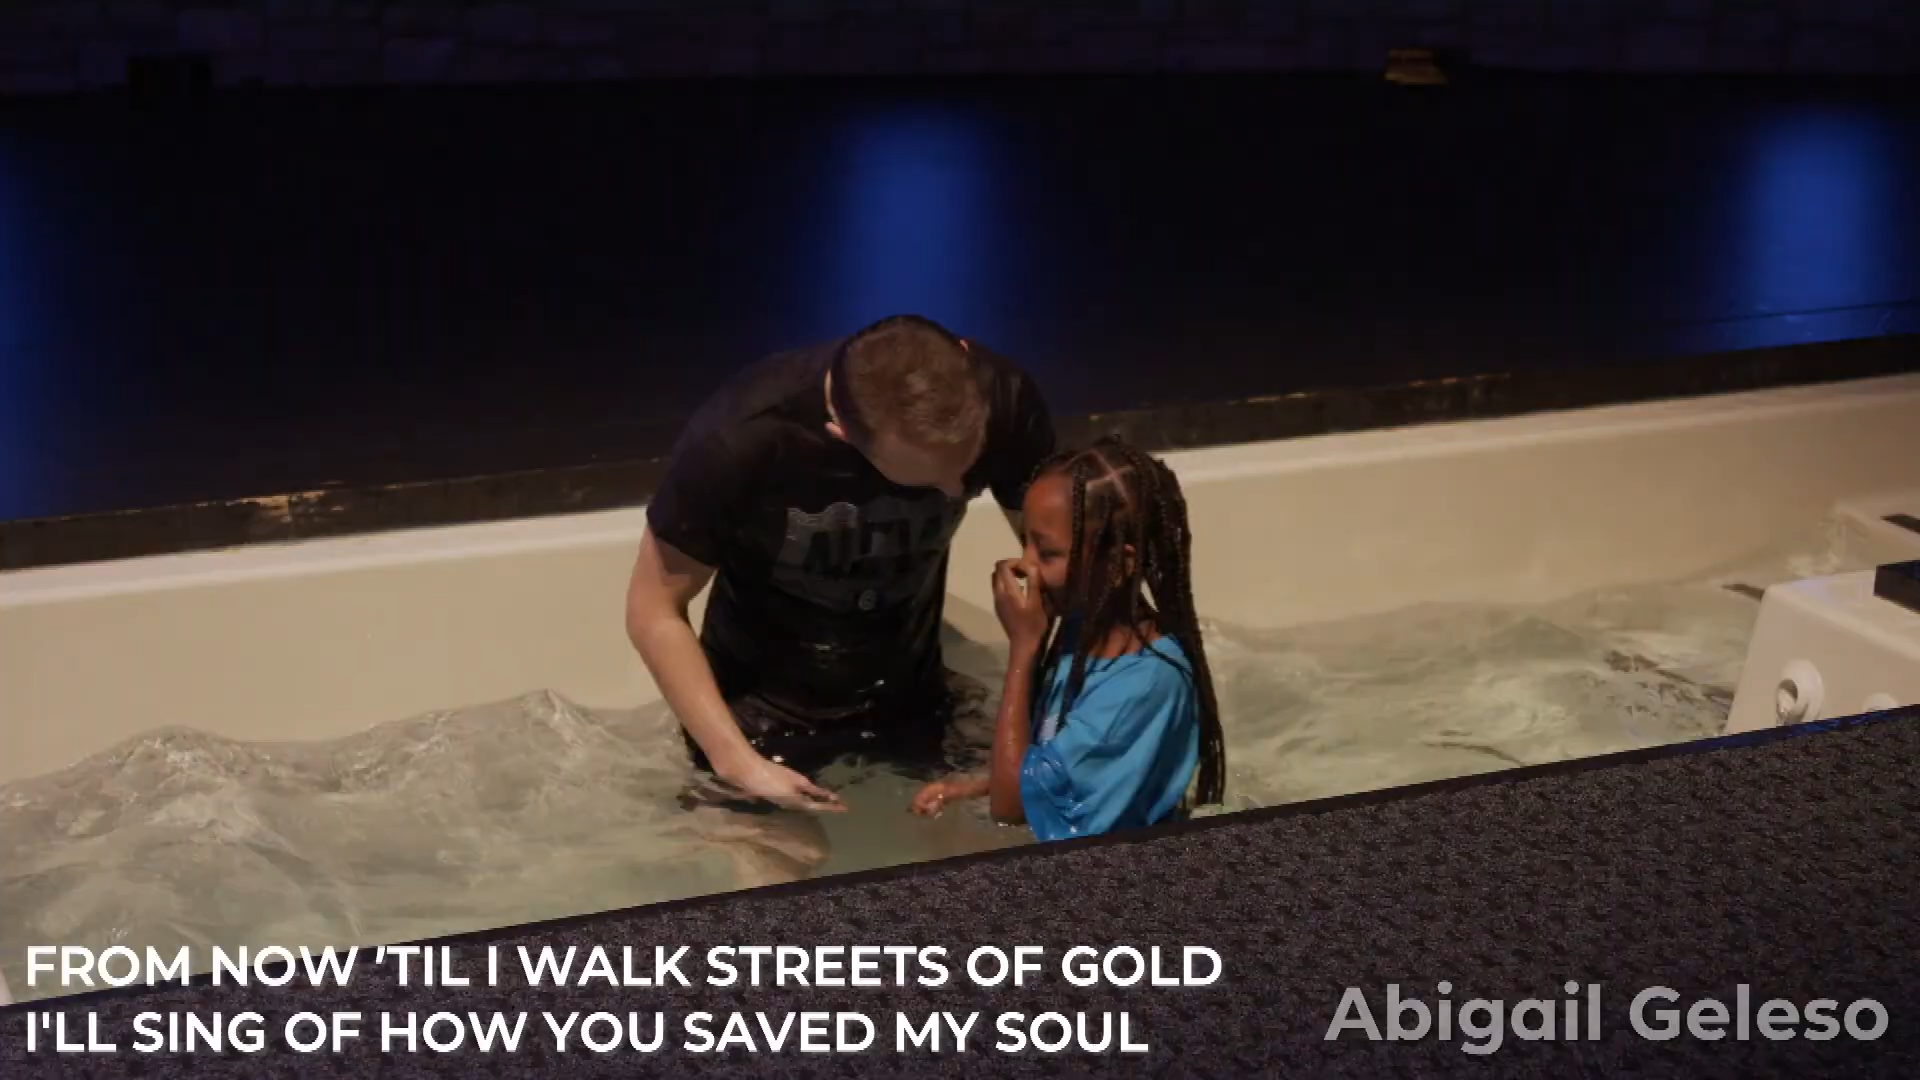 FROM NOW 'TIL I WALK STREETS OF GOLD
I'LL SING OF HOW YOU SAVED MY SOUL
Abigail Geleso